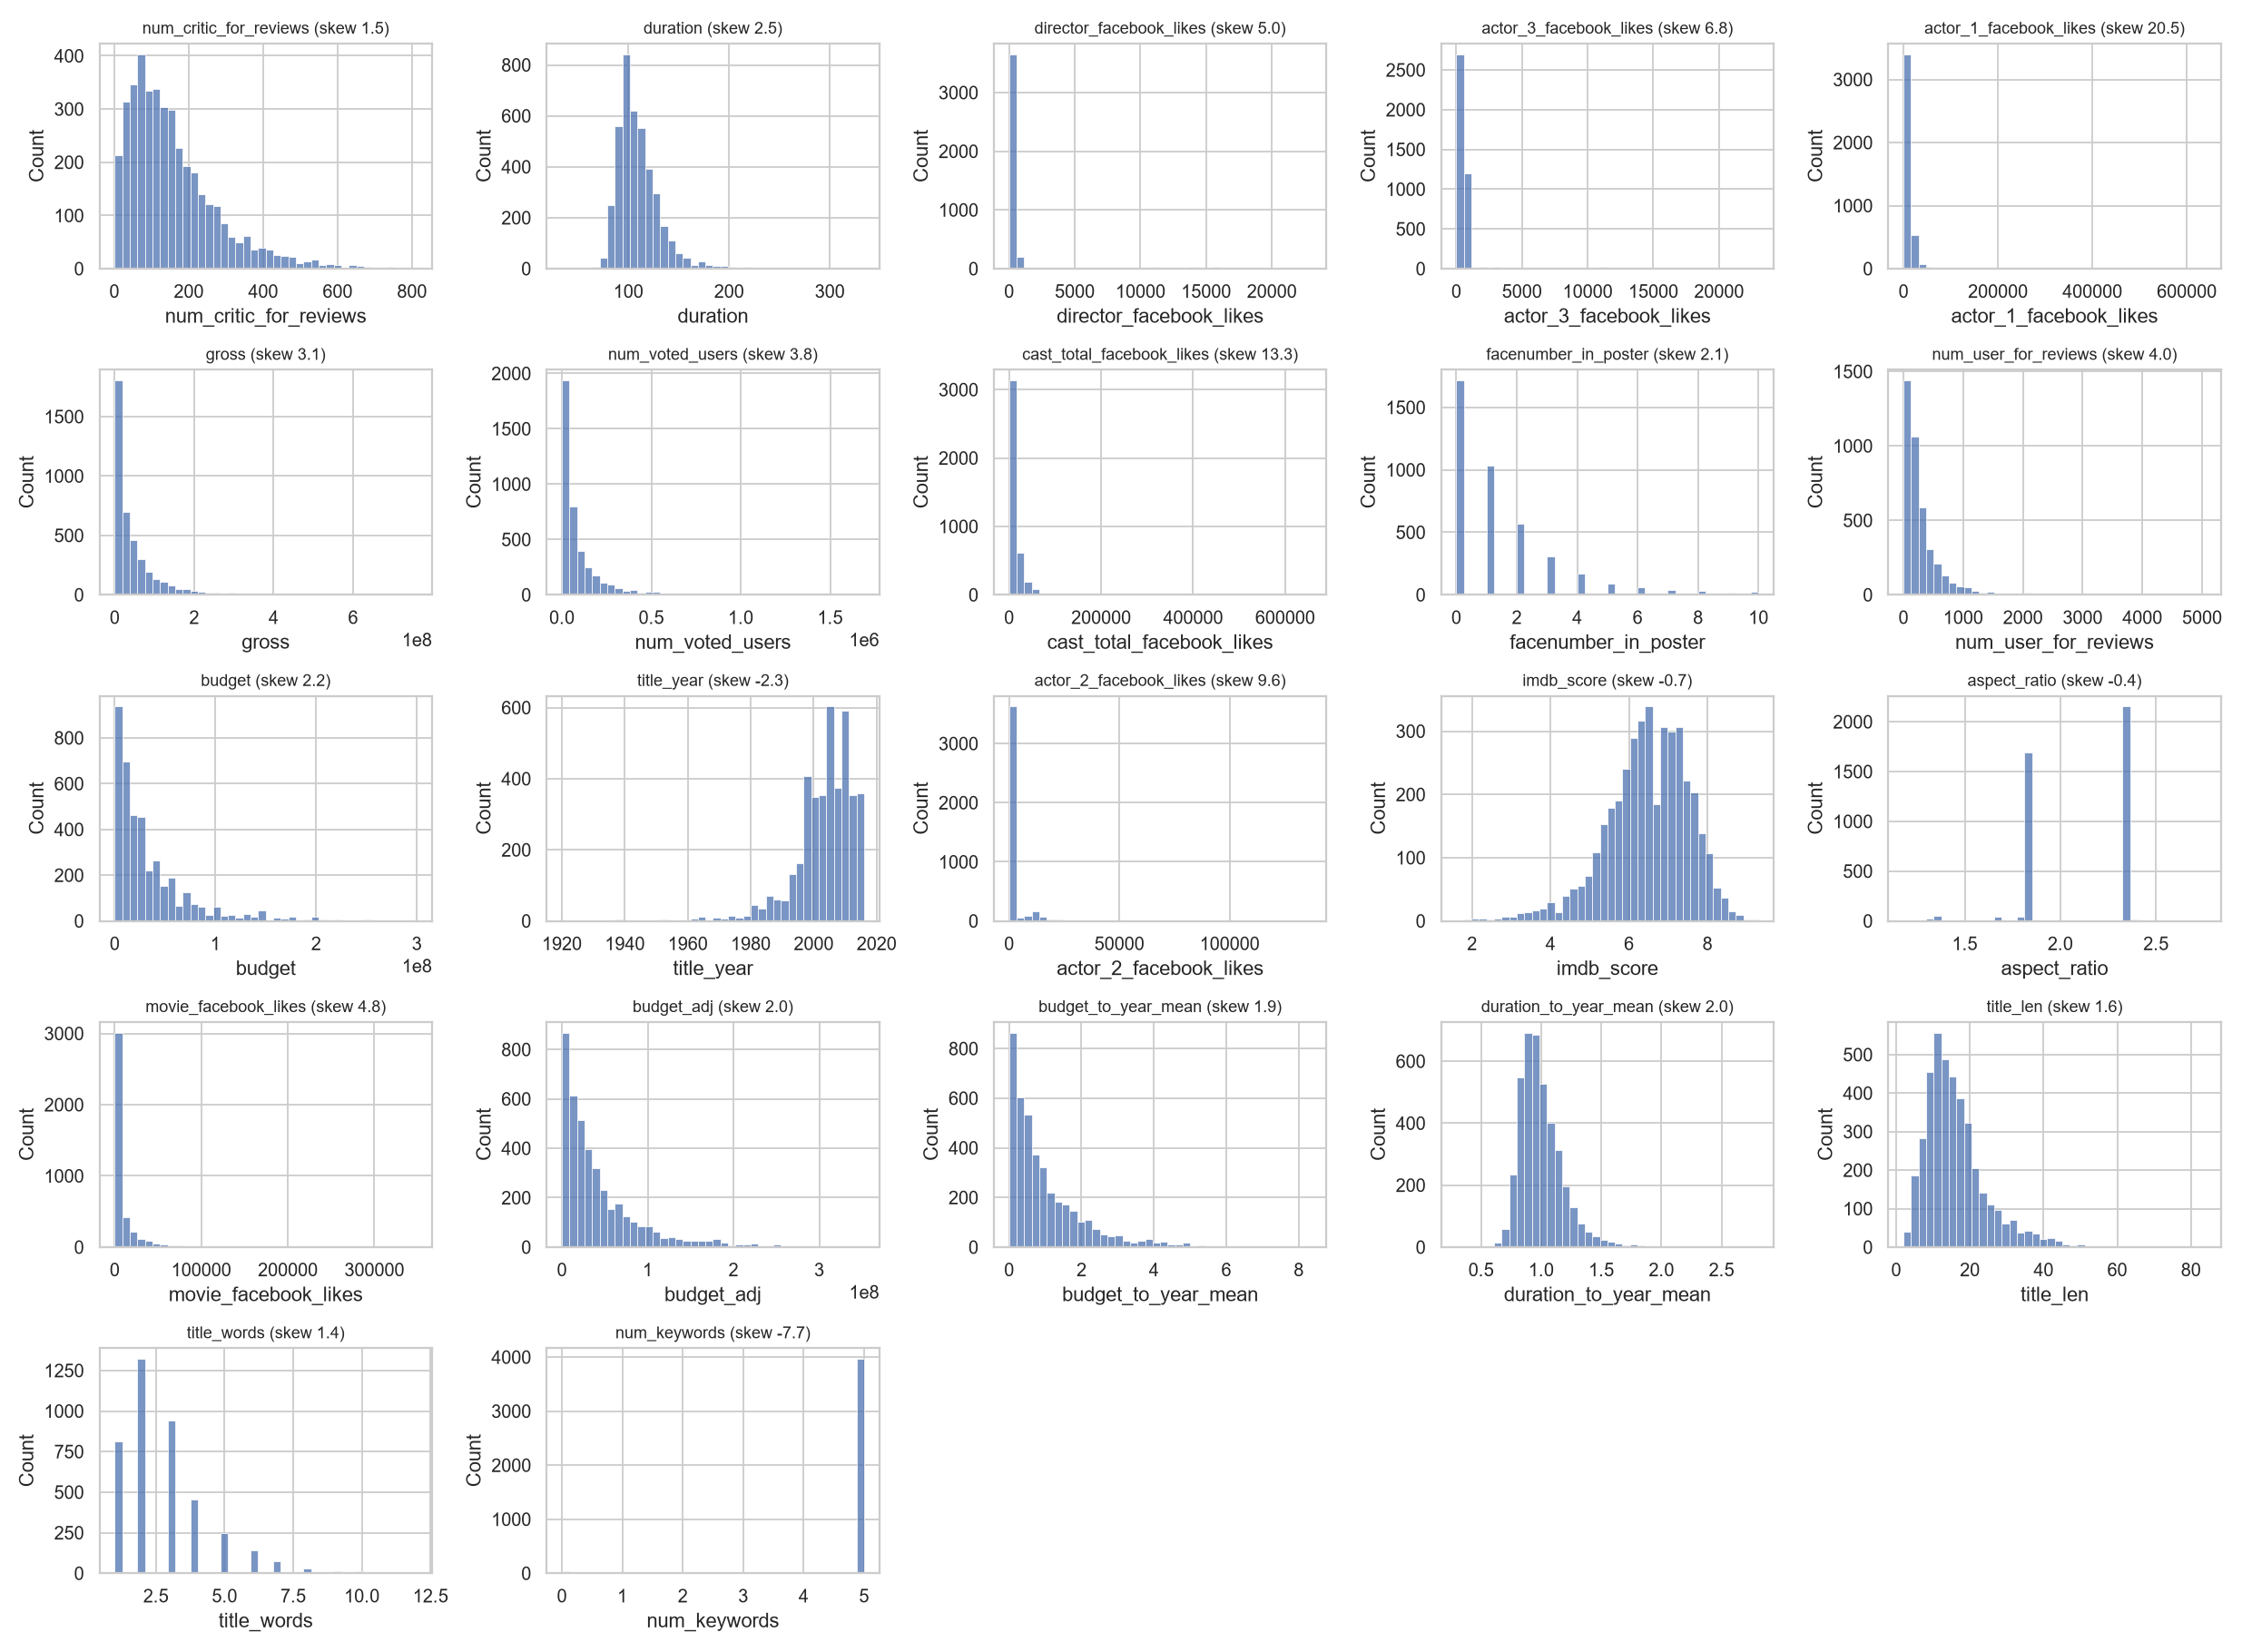 num_critic_for_reviews (skew 1.5)
400
300
200
100
0
Count
0 200 400 600 800
num_critic_for_reviews
duration (skew 2.5)
800
600
400
200
0
Count
100 200 300
duration
director_facebook_likes (skew 5.0)
3000
2000
1000
0
Count
0 5000 10000 15000 20000
director_facebook_likes
actor_3_facebook_likes (skew 6.8)
2500
2000
1500
1000
500
0
Count
0 5000 10000 15000 20000
actor_3_facebook_likes
actor_1_facebook_likes (skew 20.5)
3000
2000
1000
0
Count
0 200000 400000 600000
actor_1_facebook_likes
gross (skew 3.1)
1500
1000
500
0
Count
0 2 4 6
1e8
gross
num_voted_users (skew 3.8)
2000
1500
1000
500
0
Count
0.0 0.5 1.0 1.5
1e6
num_voted_users
cast_total_facebook_likes (skew 13.3)
3000
2000
1000
0
Count
0 200000 400000 600000
cast_total_facebook_likes
facenumber_in_poster (skew 2.1)
1500
1000
500
0
Count
0 2 4 6 8 10
facenumber_in_poster
num_user_for_reviews (skew 4.0)
1500
1000
500
0
Count
0 1000 2000 3000 4000 5000
num_user_for_reviews
budget (skew 2.2)
800
600
400
200
0
Count
0 1 2 3
1e8
budget
title_year (skew -2.3)
600
400
200
0
Count
1920 1940 1960 1980 2000 2020
title_year
actor_2_facebook_likes (skew 9.6)
3000
2000
1000
0
Count
0 50000 100000
actor_2_facebook_likes
imdb_score (skew -0.7)
300
200
100
0
Count
2 4 6 8
imdb_score
aspect_ratio (skew -0.4)
2000
1500
1000
500
0
Count
1.5 2.0 2.5
aspect_ratio
movie_facebook_likes (skew 4.8)
3000
2000
1000
0
Count
0 100000 200000 300000
movie_facebook_likes
budget_adj (skew 2.0)
800
600
400
200
0
Count
0 1 2 3
1e8
budget_adj
budget_to_year_mean (skew 1.9)
800
600
400
200
0
Count
0 2 4 6 8
budget_to_year_mean
duration_to_year_mean (skew 2.0)
600
400
200
0
Count
0.5 1.0 1.5 2.0 2.5
duration_to_year_mean
title_len (skew 1.6)
500
400
300
200
100
0
Count
0 20 40 60 80
title_len
title_words (skew 1.4)
1250
1000
750
500
250
0
Count
2.5 5.0 7.5 10.0 12.5
title_words
num_keywords (skew -7.7)
4000
3000
2000
1000
0
Count
0 1 2 3 4 5
num_keywords